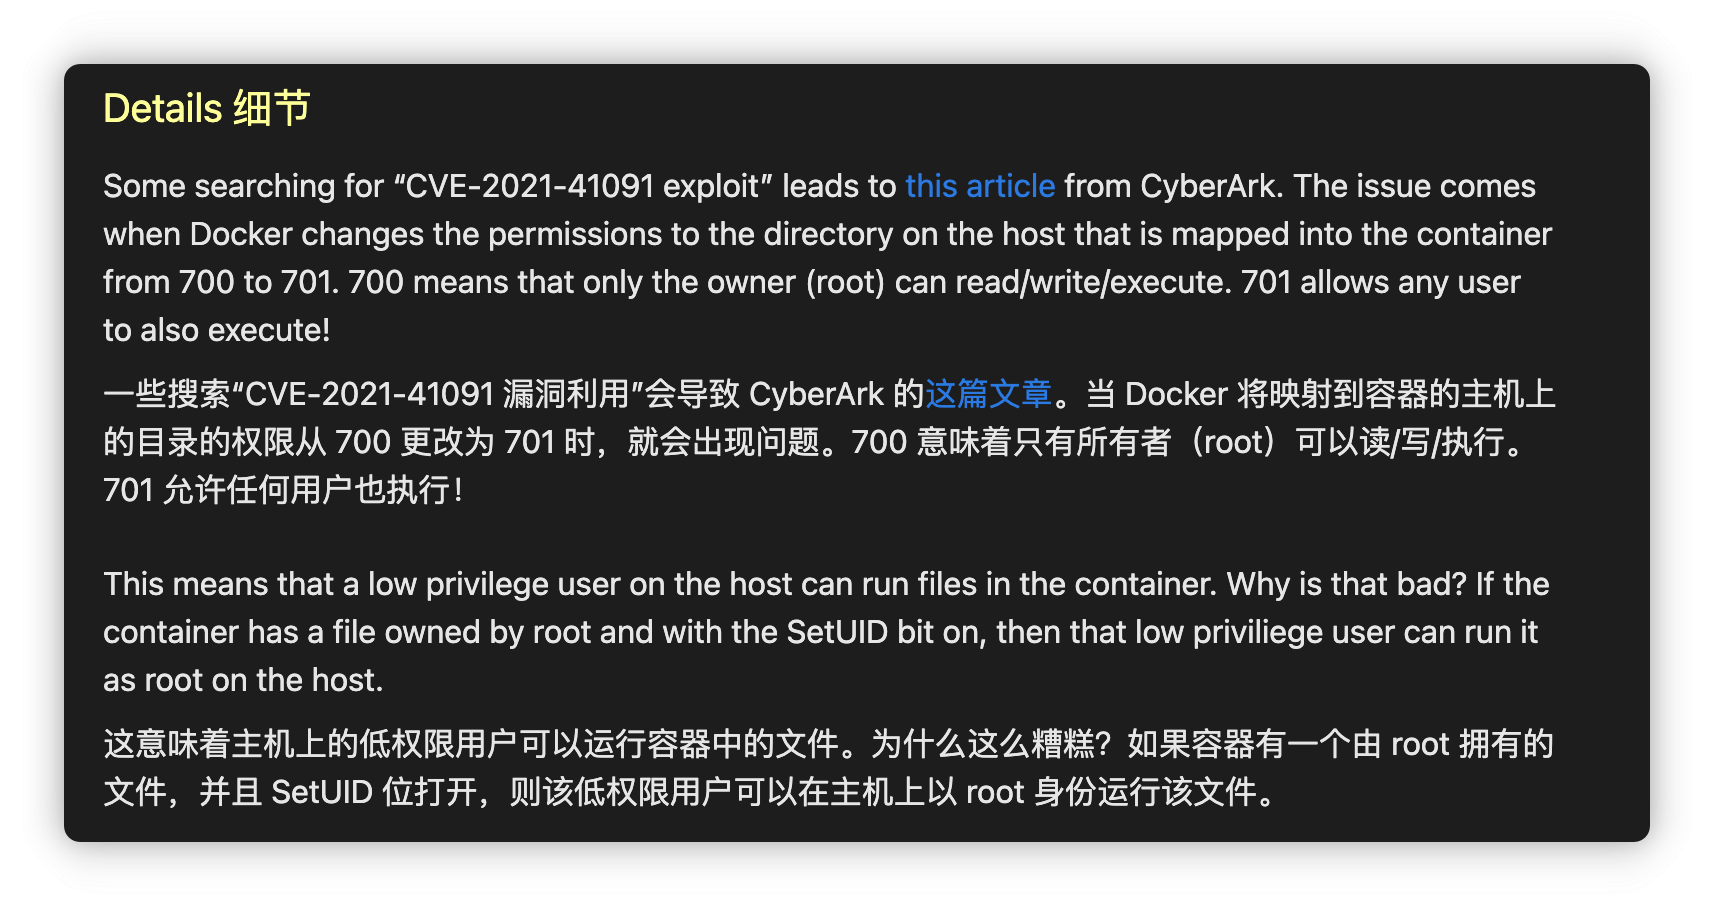 Details 细节
Some searching for “CVE-2021-41091 exploit” leads to this article from CyberArk. The issue comes
when Docker changes the permissions to the directory on the host that is mapped into the container
from 700 to 701. 700 means that only the owner (root) can read/write/execute. 701 allows any user
to also execute!
一些搜索“CVE-2021-41091 漏洞利用”会导致 CyberArk 的这篇文章。当 Docker 将映射到容器的主机上
的目录的权限从 700 更改为 701 时，就会出现问题。700 意味着只有所有者（root）可以读/写/执行。
701 允许任何用户也执行！
This means that a low privilege user on the host can run files in the container. Why is that bad? If the
container has a file owned by root and with the SetUID bit on, then that low priviliege user can run it
as root on the host.
这意味着主机上的低权限用户可以运行容器中的文件。为什么这么糟糕？如果容器有一个由 root 拥有的
文件，并且 SetUID 位打开，则该低权限用户可以在主机上以 root 身份运行该文件。